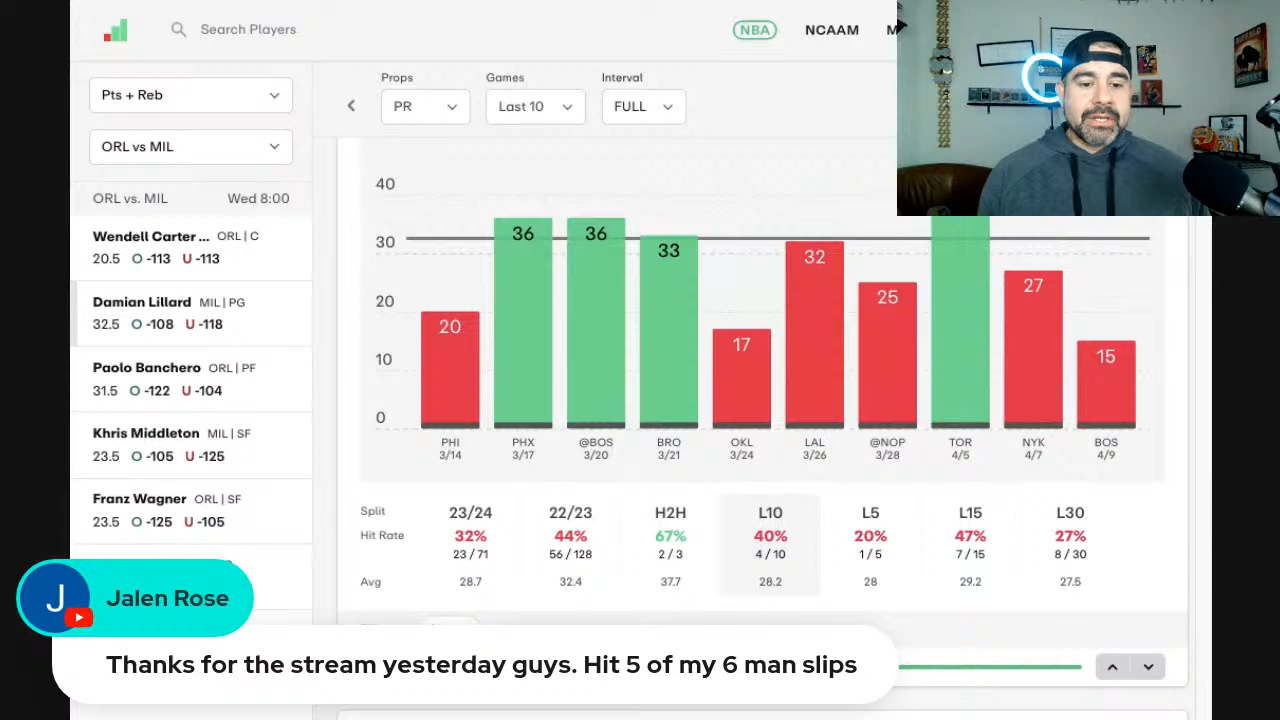 Search Players
NBA
NCAAM
M
Pts + Reb
ORL vs MIL
ORL vs. MIL Wed 8:00
Wendell Carter ... ORL | C
20.5 O -113 U -113
Damian Lillard MIL | PG
32.5 O -108 U -118
Paolo Banchero ORL | PF
31.5 O -122 U -104
Khris Middleton MIL | SF
23.5 O -105 U -125
Franz Wagner ORL | SF
23.5 O -125 U -105
Props Games Interval
PR Last 10 FULL
40
30
20
10
0
20 36 36 33 17 32 25 27 15
PHI PHX @BOS BRO OKL LAL @NOP TOR NYK BOS
3/14 3/17 3/20 3/21 3/24 3/26 3/28 4/5 4/7 4/9
Split 23/24 22/23 H2H L10 L5 L15 L30
Hit Rate 32% 44% 67% 40% 20% 47% 27%
23 / 71 56 / 128 2 / 3 4 / 10 1 / 5 7 / 15 8 / 30
Avg 28.7 32.4 37.7 28.2 28 29.2 27.5
J
Jalen Rose
Thanks for the stream yesterday guys. Hit 5 of my 6 man slips